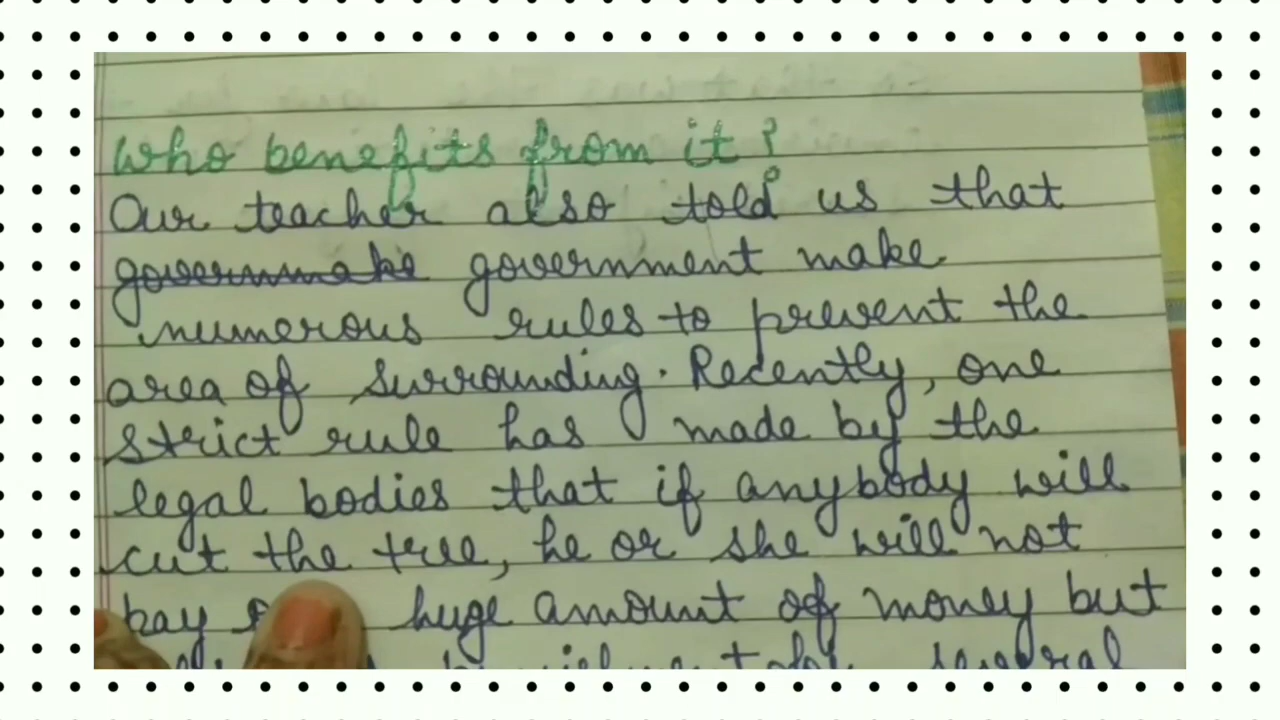 Who benefits from it?
Our teacher also told us that
governmake government make
numerous rules to prevent the
area of surrounding. Recently, one
strict rule has made by the
legal bodies that if anybody will
cut the tree, he or she will not
pay huge amount of money but
several